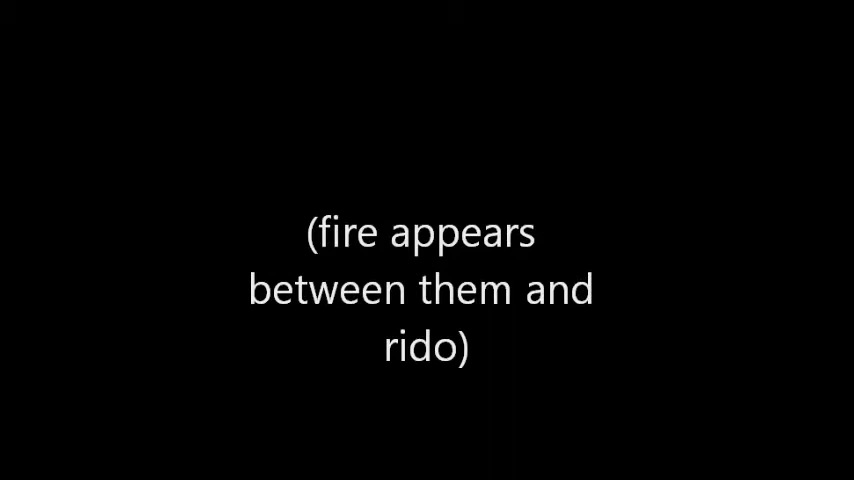 (fire appears
between them and
rido)